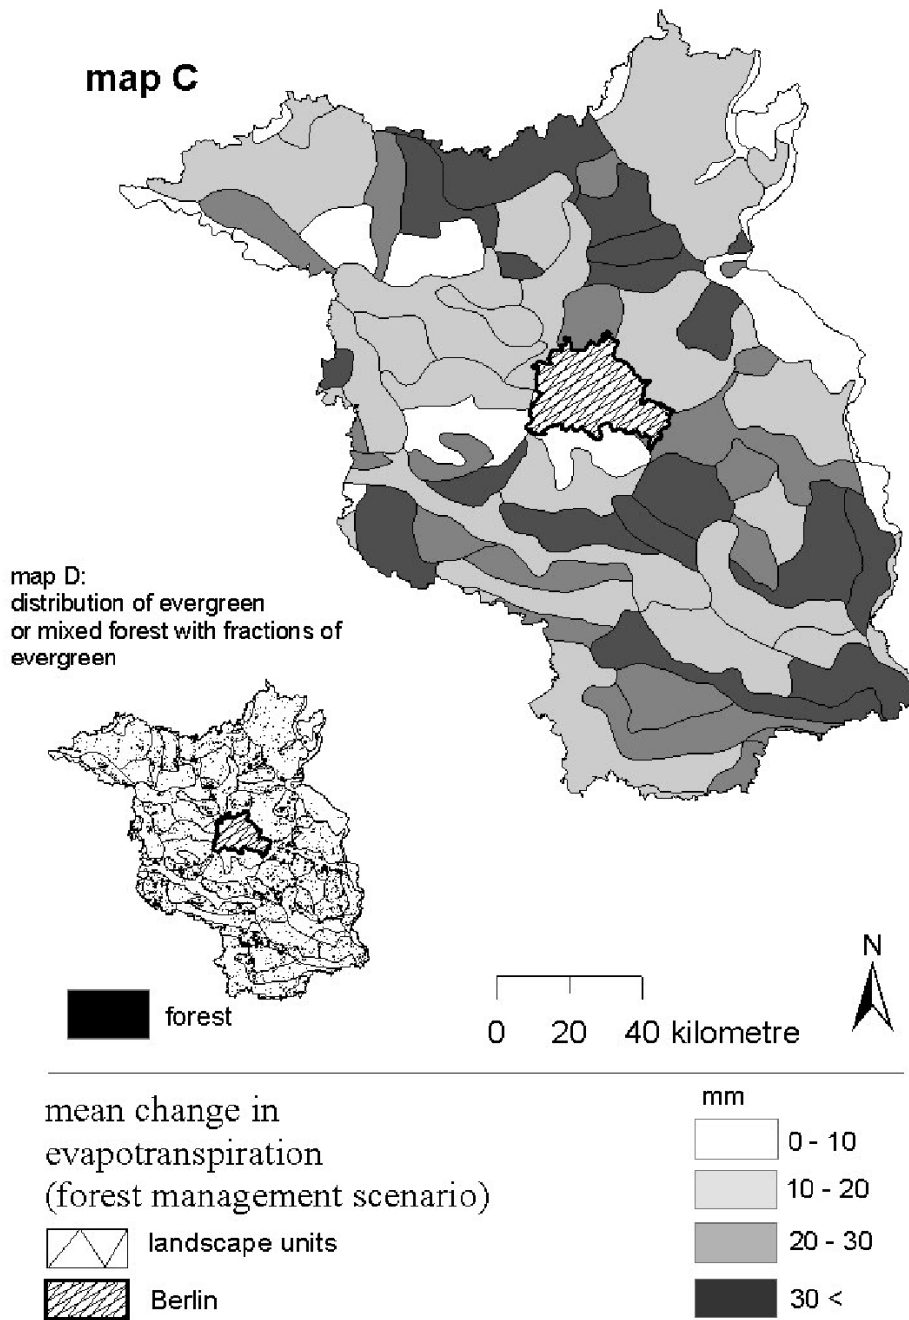 map C
map D:
distribution of evergreen
or mixed forest with fractions of
evergreen
N
forest
0 20 40 kilometre
mean change in
evapotranspiration
(forest management scenario)
landscape units
Berlin
mm
0 - 10
10 - 20
20 - 30
30 <